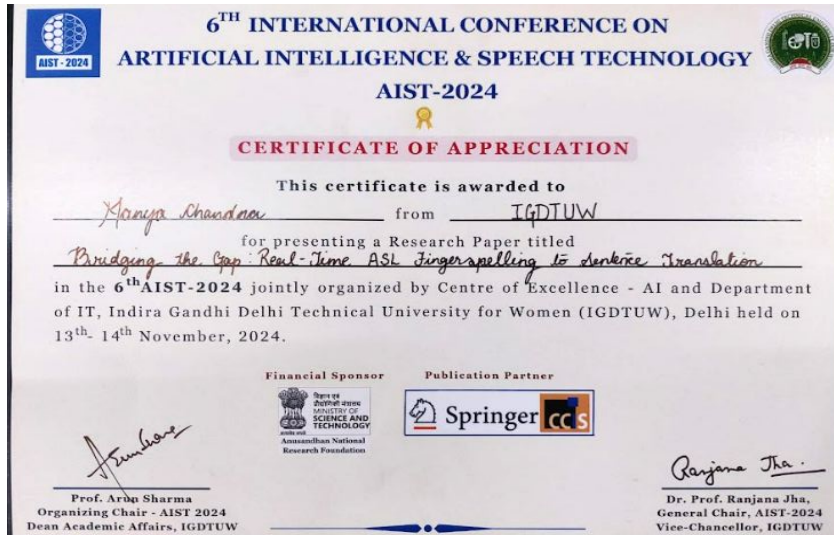 6TH INTERNATIONAL CONFERENCE ON
ARTIFICIAL INTELLIGENCE & SPEECH TECHNOLOGY
AIST-2024
AIST - 2024
CERTIFICATE OF APPRECIATION
This certificate is awarded to
Chandna from IGDTUW
for presenting a Research Paper titled
Bridging the Gap: Real-Time ASL Fingerspelling to Sentence Translation
in the 6thAIST-2024 jointly organized by Centre of Excellence - AI and Department
of IT, Indira Gandhi Delhi Technical University for Women (IGDTUW), Delhi held on
13th- 14th November, 2024.
Financial Sponsor Publication Partner
MINISTRY OF
SCIENCE AND
TECHNOLOGY
Anusandhan National
Research Foundation
Springer CCIS
Ranjana Jha.
Prof. Arun Sharma
Organizing Chair - AIST 2024
Dean Academic Affairs, IGDTUW
Dr. Prof. Ranjana Jha,
General Chair, AIST-2024
Vice-Chancellor, IGDTUW